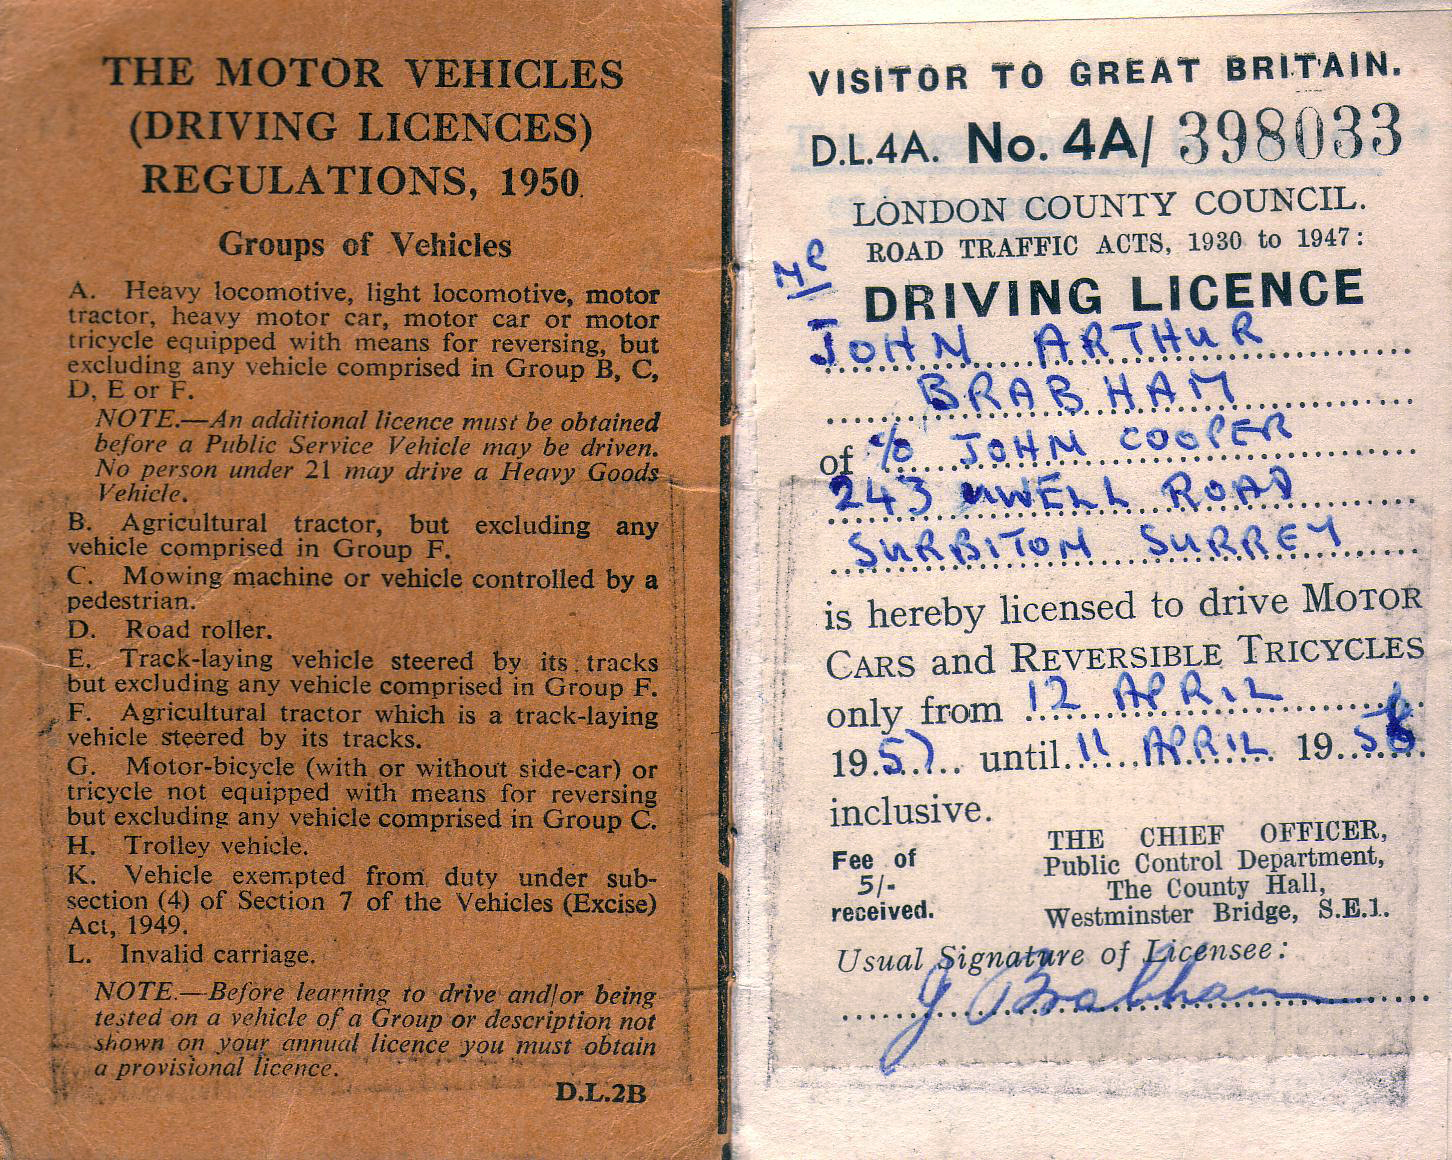 THE MOTOR VEHICLES
(DRIVING LICENCES)
REGULATIONS, 1950
Groups of Vehicles
A. Heavy locomotive, light locomotive, motor
tractor, heavy motor car, motor car or motor
tricycle equipped with means for reversing, but
excluding any vehicle comprised in Group B, C,
D, E or F.
NOTE.—An additional licence must be obtained
before a Public Service Vehicle may be driven.
No person under 21 may drive a Heavy Goods
Vehicle.
B. Agricultural tractor, but excluding any
vehicle comprised in Group F.
C. Mowing machine or vehicle controlled by a
pedestrian.
D. Road roller.
E. Track-laying vehicle steered by its tracks
but excluding any vehicle comprised in Group F.
F. Agricultural tractor which is a track-laying
vehicle steered by its tracks.
G. Motor-bicycle (with or without side-car) or
tricycle not equipped with means for reversing
but excluding any vehicle comprised in Group C.
H. Trolley vehicle.
K. Vehicle exempted from duty under sub-
section (4) of Section 7 of the Vehicles (Excise)
Act, 1949.
L. Invalid carriage.
NOTE.—Before learning to drive and/or being
tested on a vehicle of a Group or description not
shown on your annual licence you must obtain
a provisional licence.
D.L.2B
VISITOR TO GREAT BRITAIN.
D.L.4A. No. 4A/ 398033
LONDON COUNTY COUNCIL.
ROAD TRAFFIC ACTS, 1930 to 1947:
MR
DRIVING LICENCE
JOHN ARTHUR
BRABHAM
of c/o JOHN COOPER
243 ROAD
SURBITON SURREY
is hereby licensed to drive MOTOR
CARS and REVERSIBLE TRICYCLES
only from 12 APRIL
1957 until 11 APRIL 1958
inclusive.
Fee of
5/-
received.
THE CHIEF OFFICER,
Public Control Department,
The County Hall,
Westminster Bridge, S.E.1.
Usual Signature of Licensee:
J Brabham